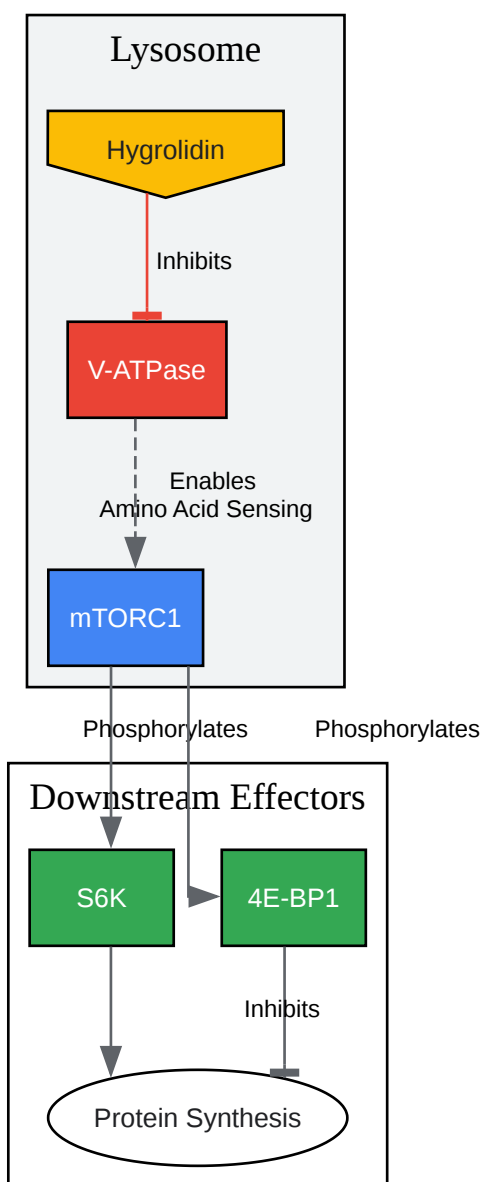 Lysosome
Hygrolidin
Inhibits
V-ATPase
Enables
Amino Acid Sensing
mTORC1
Phosphorylates
Phosphorylates
Downstream Effectors
S6K
4E-BP1
Inhibits
Protein Synthesis